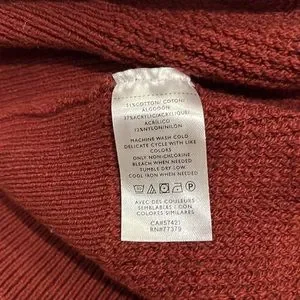 51%COTTON/COTON/
ALGODON
37%ACRYLIC/ACRYLIQUE/
ACRILICO
12%NYLON/NILON
MACHINE WASH COLD
DELICATE CYCLE WITH LIKE
COLORS
ONLY NON-CHLORINE
BLEACH WHEN NEEDED
TUMBLE DRY LOW
COOL IRON WHEN NEEDED
AVEC DES COULEURS
SEMBLABLES / CON
COLORES SIMILARES
CA#57421
RN#77379